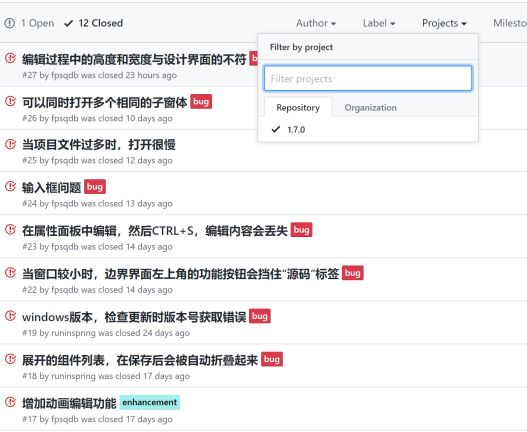 1 Open 12 Closed Author Label Projects Milesto
Filter by project
Filter projects
Repository Organization
1.7.0
编辑过程中的高度和宽度与设计界面的不符
#27 by fpsqdb was closed 23 hours ago
可以同时打开多个相同的子窗体 bug
#26 by fpsqdb was closed 10 days ago
当项目文件过多时，打开很慢
#25 by fpsqdb was closed 12 days ago
输入框问题 bug
#24 by fpsqdb was closed 13 days ago
在属性面板中编辑，然后CTRL+S，编辑内容会丢失 bug
#23 by fpsqdb was closed 14 days ago
当窗口较小时，边界界面左上角的功能按钮会挡住“源码”标签 bug
#22 by fpsqdb was closed 14 days ago
windows版本，检查更新时版本号获取错误 bug
#19 by runinspring was closed 24 days ago
展开的组件列表，在保存后会被自动折叠起来 bug
#18 by runinspring was closed 17 days ago
增加动画编辑功能 enhancement
#17 by fpsqdb was closed 17 days ago